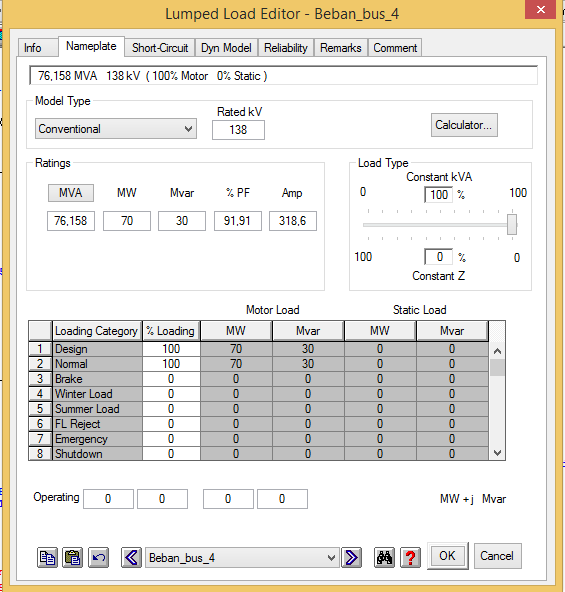 Lumped Load Editor - Beban_bus_4
Info Nameplate Short-Circuit Dyn Model Reliability Remarks Comment
76,158 MVA 138 kV ( 100% Motor 0% Static )
Model Type
Conventional
Rated kV
138
Calculator...
Ratings
MVA MW Mvar % PF Amp
76,158 70 30 91,91 318,6
Load Type
Constant kVA
0 100 % 100
100 0 % 0
Constant Z
Motor Load Static Load
Loading Category % Loading MW Mvar MW Mvar
1 Design 100 70 30 0 0
2 Normal 100 70 30 0 0
3 Brake 0 0 0 0 0
4 Winter Load 0 0 0 0 0
5 Summer Load 0 0 0 0 0
6 FL Reject 0 0 0 0 0
7 Emergency 0 0 0 0 0
8 Shutdown 0 0 0 0 0
Operating 0 0 0 0 MW + j Mvar
Beban_bus_4 ? OK Cancel